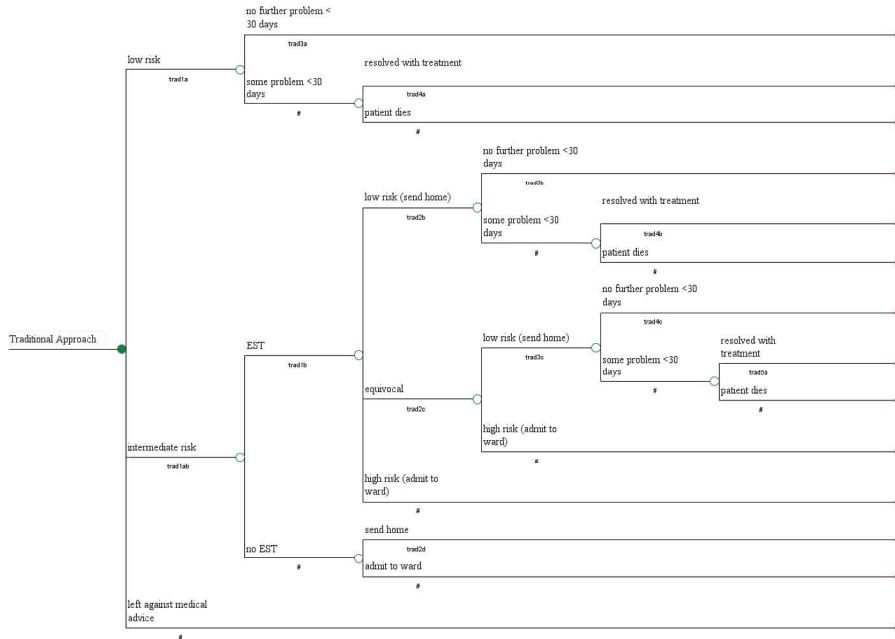 no further problem <
30 days
trad3a
low risk
trad1a
resolved with treatment
some problem <30
days
#
trad4a
patient dies
#
no further problem <30
days
trad3b
low risk (send home)
trad2b
resolved with treatment
some problem <30
days
#
trad4b
patient dies
#
no further problem <30
days
trad4c
Traditional Approach
EST
trad1b
low risk (send home)
trad3c
resolved with
treatment
some problem <30
days
#
trad5a
patient dies
#
equivocal
trad2c
high risk (admit to
ward)
#
intermediate risk
trad1ab
high risk (admit to
ward)
#
no EST
#
send home
trad2d
admit to ward
#
left against medical
advice
#